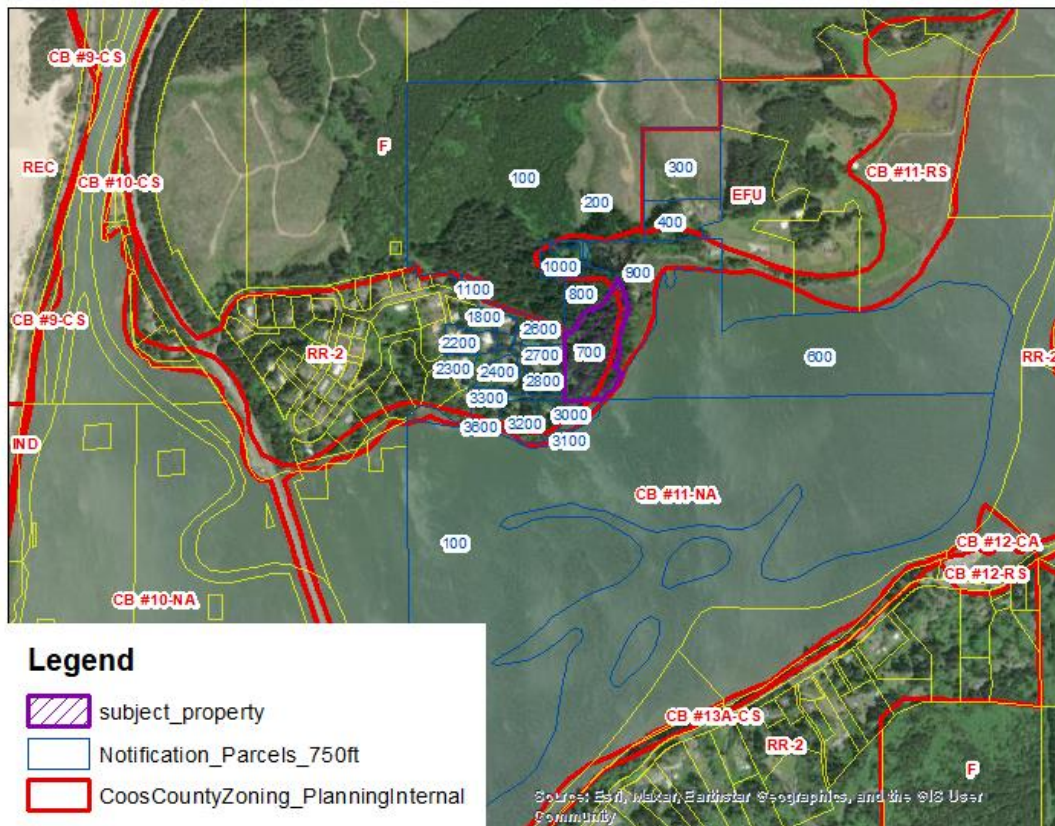 CB #9-CS
F
REC
CB #10-CS
100
300
CB #11-RS
200
EFU
400
1000
900
1100
800
CB #9-CS
1800
2600
RR-2
2200
2700
700
600
RR-2
2300
2400
2800
3300
3000
IND
3600
3200
3100
CB #11-NA
100
CB #12-CA
CB #12-RS
CB #10-NA
Legend
subject_property
Notification_Parcels_750ft
CoosCountyZoning_PlanningInternal
CB #13A-CS
RR-2
F
Source: Esri, Maxar, Earthstar Geographics, and the GIS User
Community